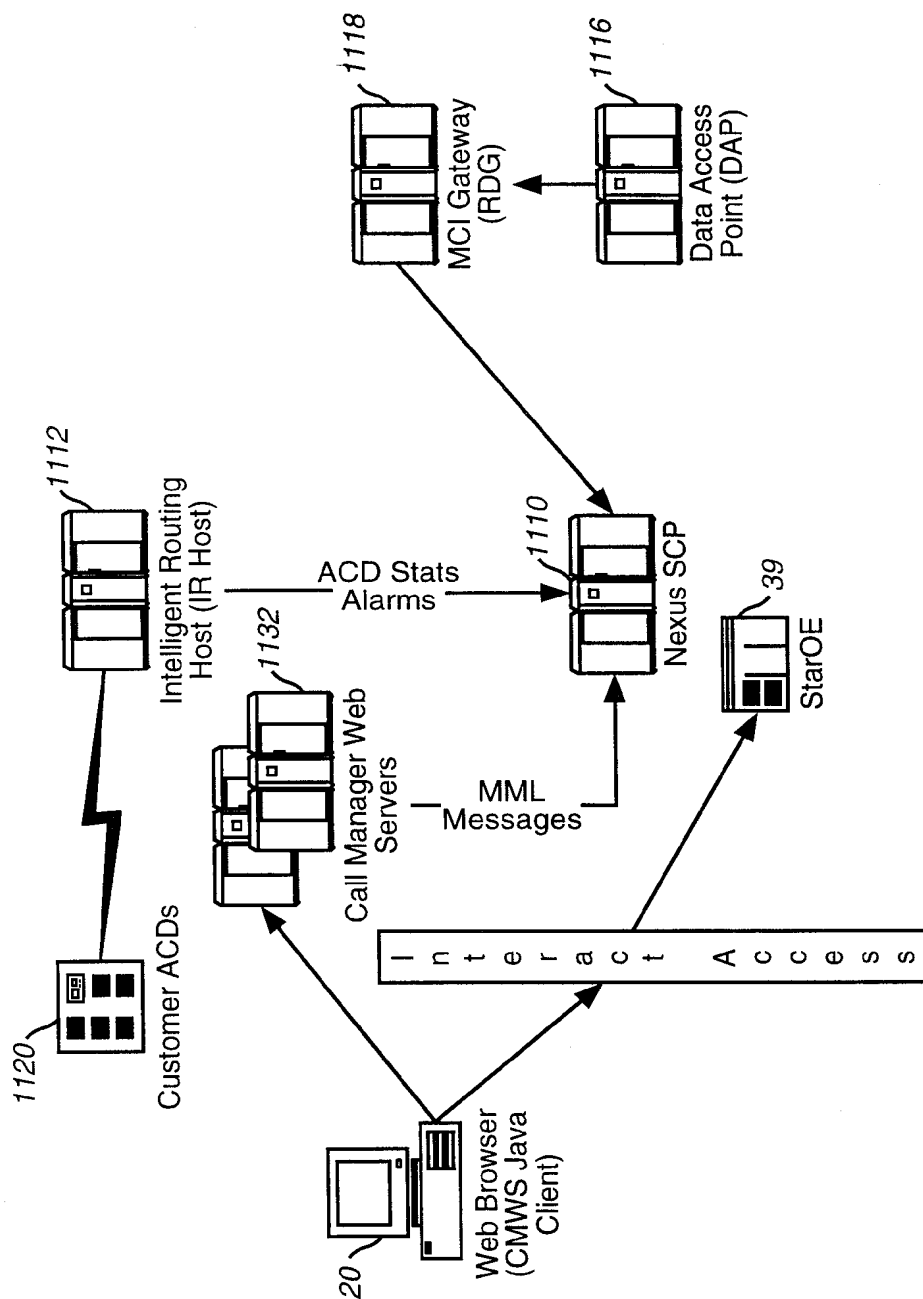 1120
Customer ACDs
1112
Intelligent Routing
Host (IR Host)
1118
MCI Gateway
(RDG)
1132
Call Manager Web
Servers
ACD Stats
Alarms
1116
Data Access
Point (DAP)
20
Web Browser
(CMWS Java
Client)
MML
Messages
1110
Nexus SCP
Interact Access
39
StarOE